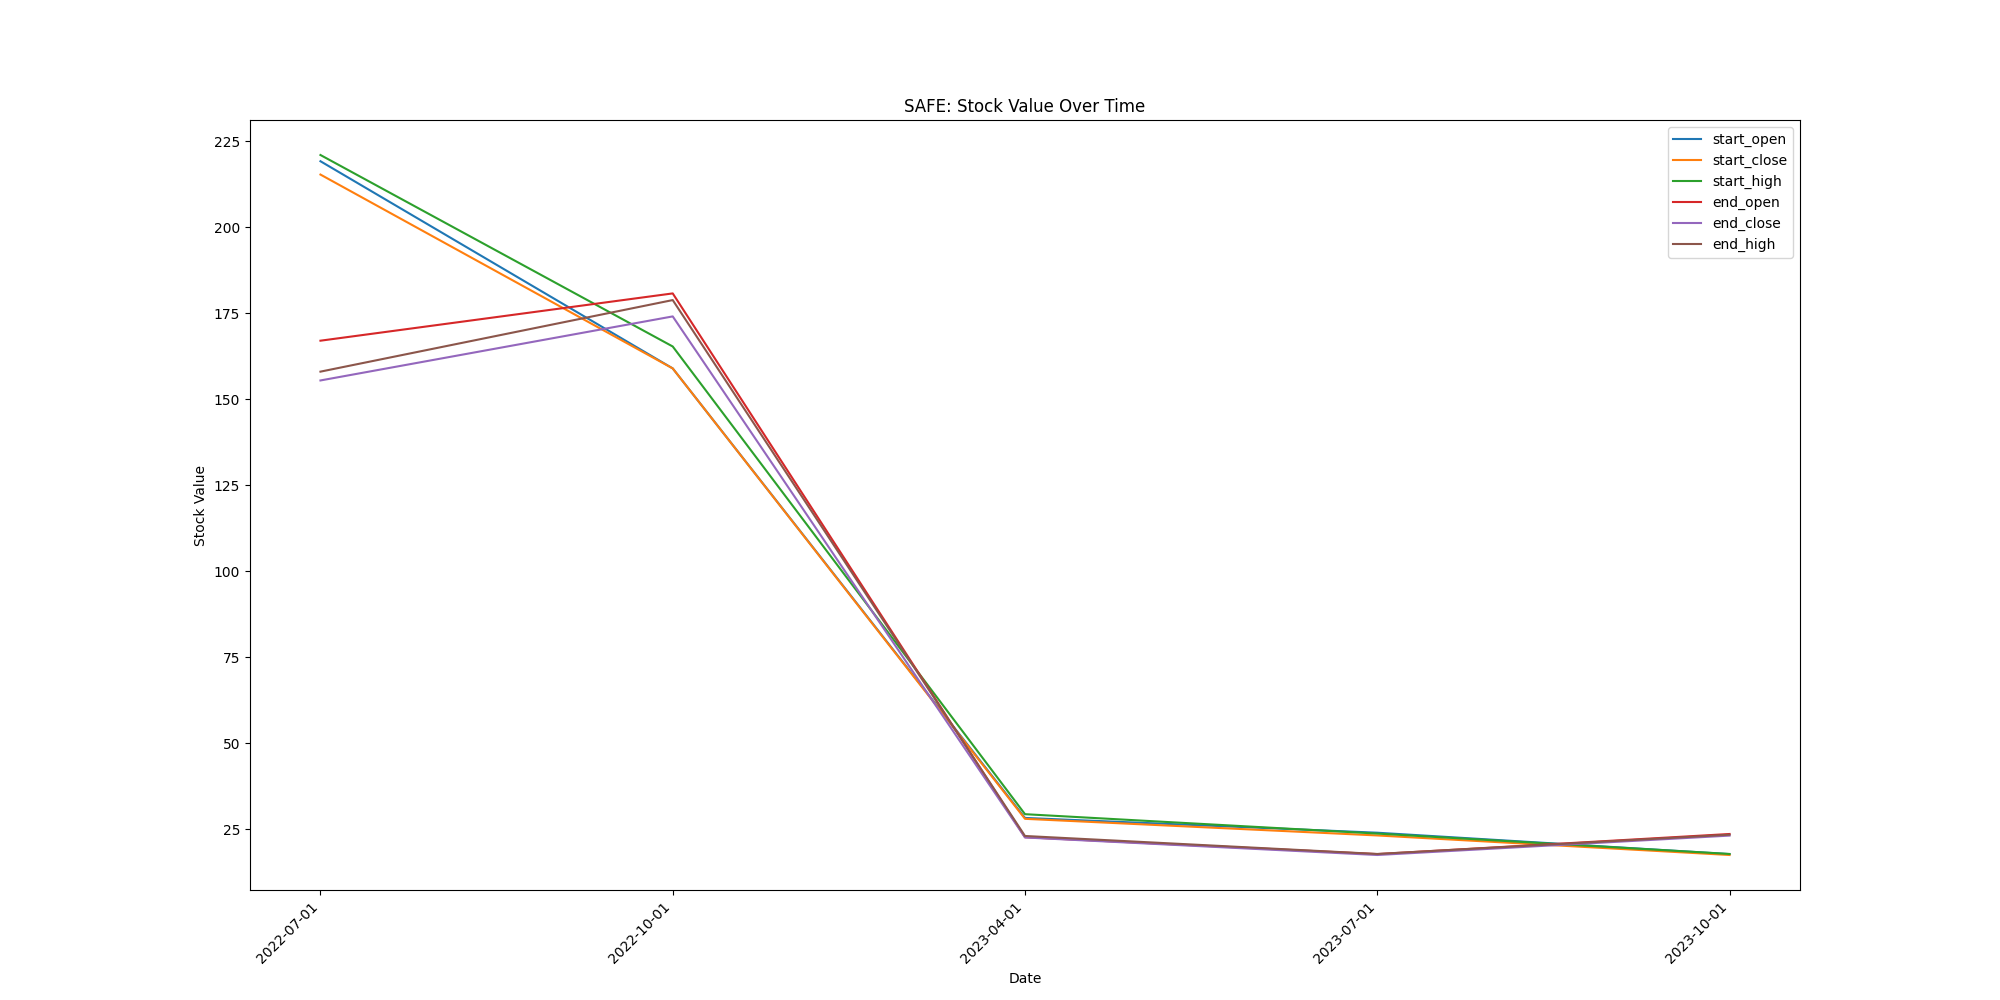 SAFE: Stock Value Over Time
start_open
start_close
start_high
end_open
end_close
end_high
225
200
175
150
125
100
75
50
25
Stock Value
2022-07-01
2022-10-01
2023-04-01
2023-07-01
2023-10-01
Date